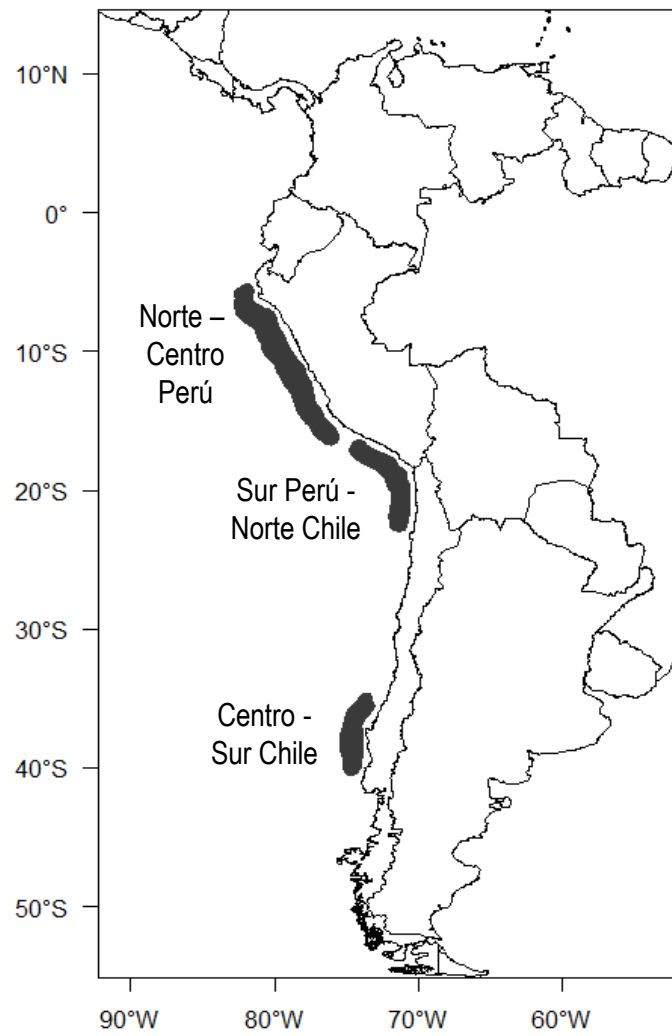 10°N
0°
Norte –
Centro
Perú
10°S
Sur Perú -
Norte Chile
20°S
30°S
Centro -
Sur Chile
40°S
50°S
90°W
80°W
70°W
60°W